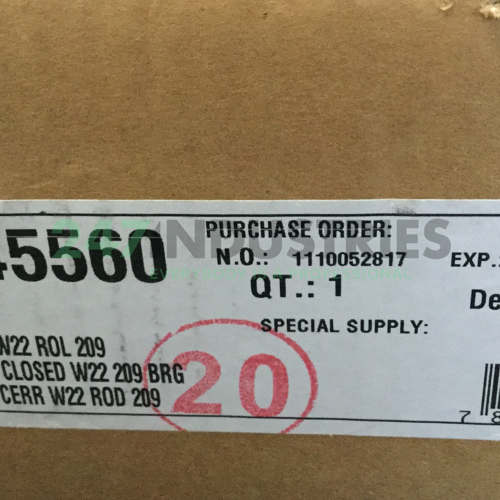 247 INDUSTRIES
45560
PURCHASE ORDER:
N.O.: 1110052817 EXP.:
QT.: 1
De
SPECIAL SUPPLY:
W22 ROL 209
CLOSED W22 209 BRG
CERR W22 ROD 209
20
7 8